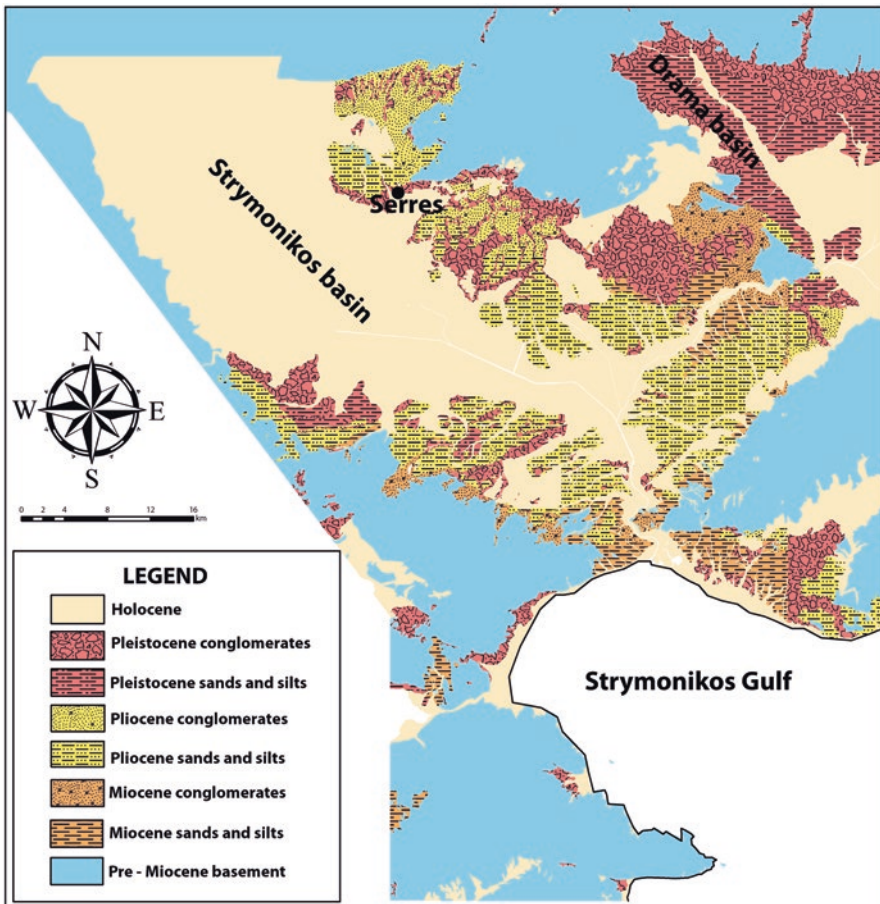 Drama basin
Strymonikos basin
Serres
N
W E
S
0 2 4 8 12 16
km
LEGEND
Holocene
Pleistocene conglomerates
Pleistocene sands and silts
Pliocene conglomerates
Pliocene sands and silts
Miocene conglomerates
Miocene sands and silts
Pre - Miocene basement
Strymonikos Gulf